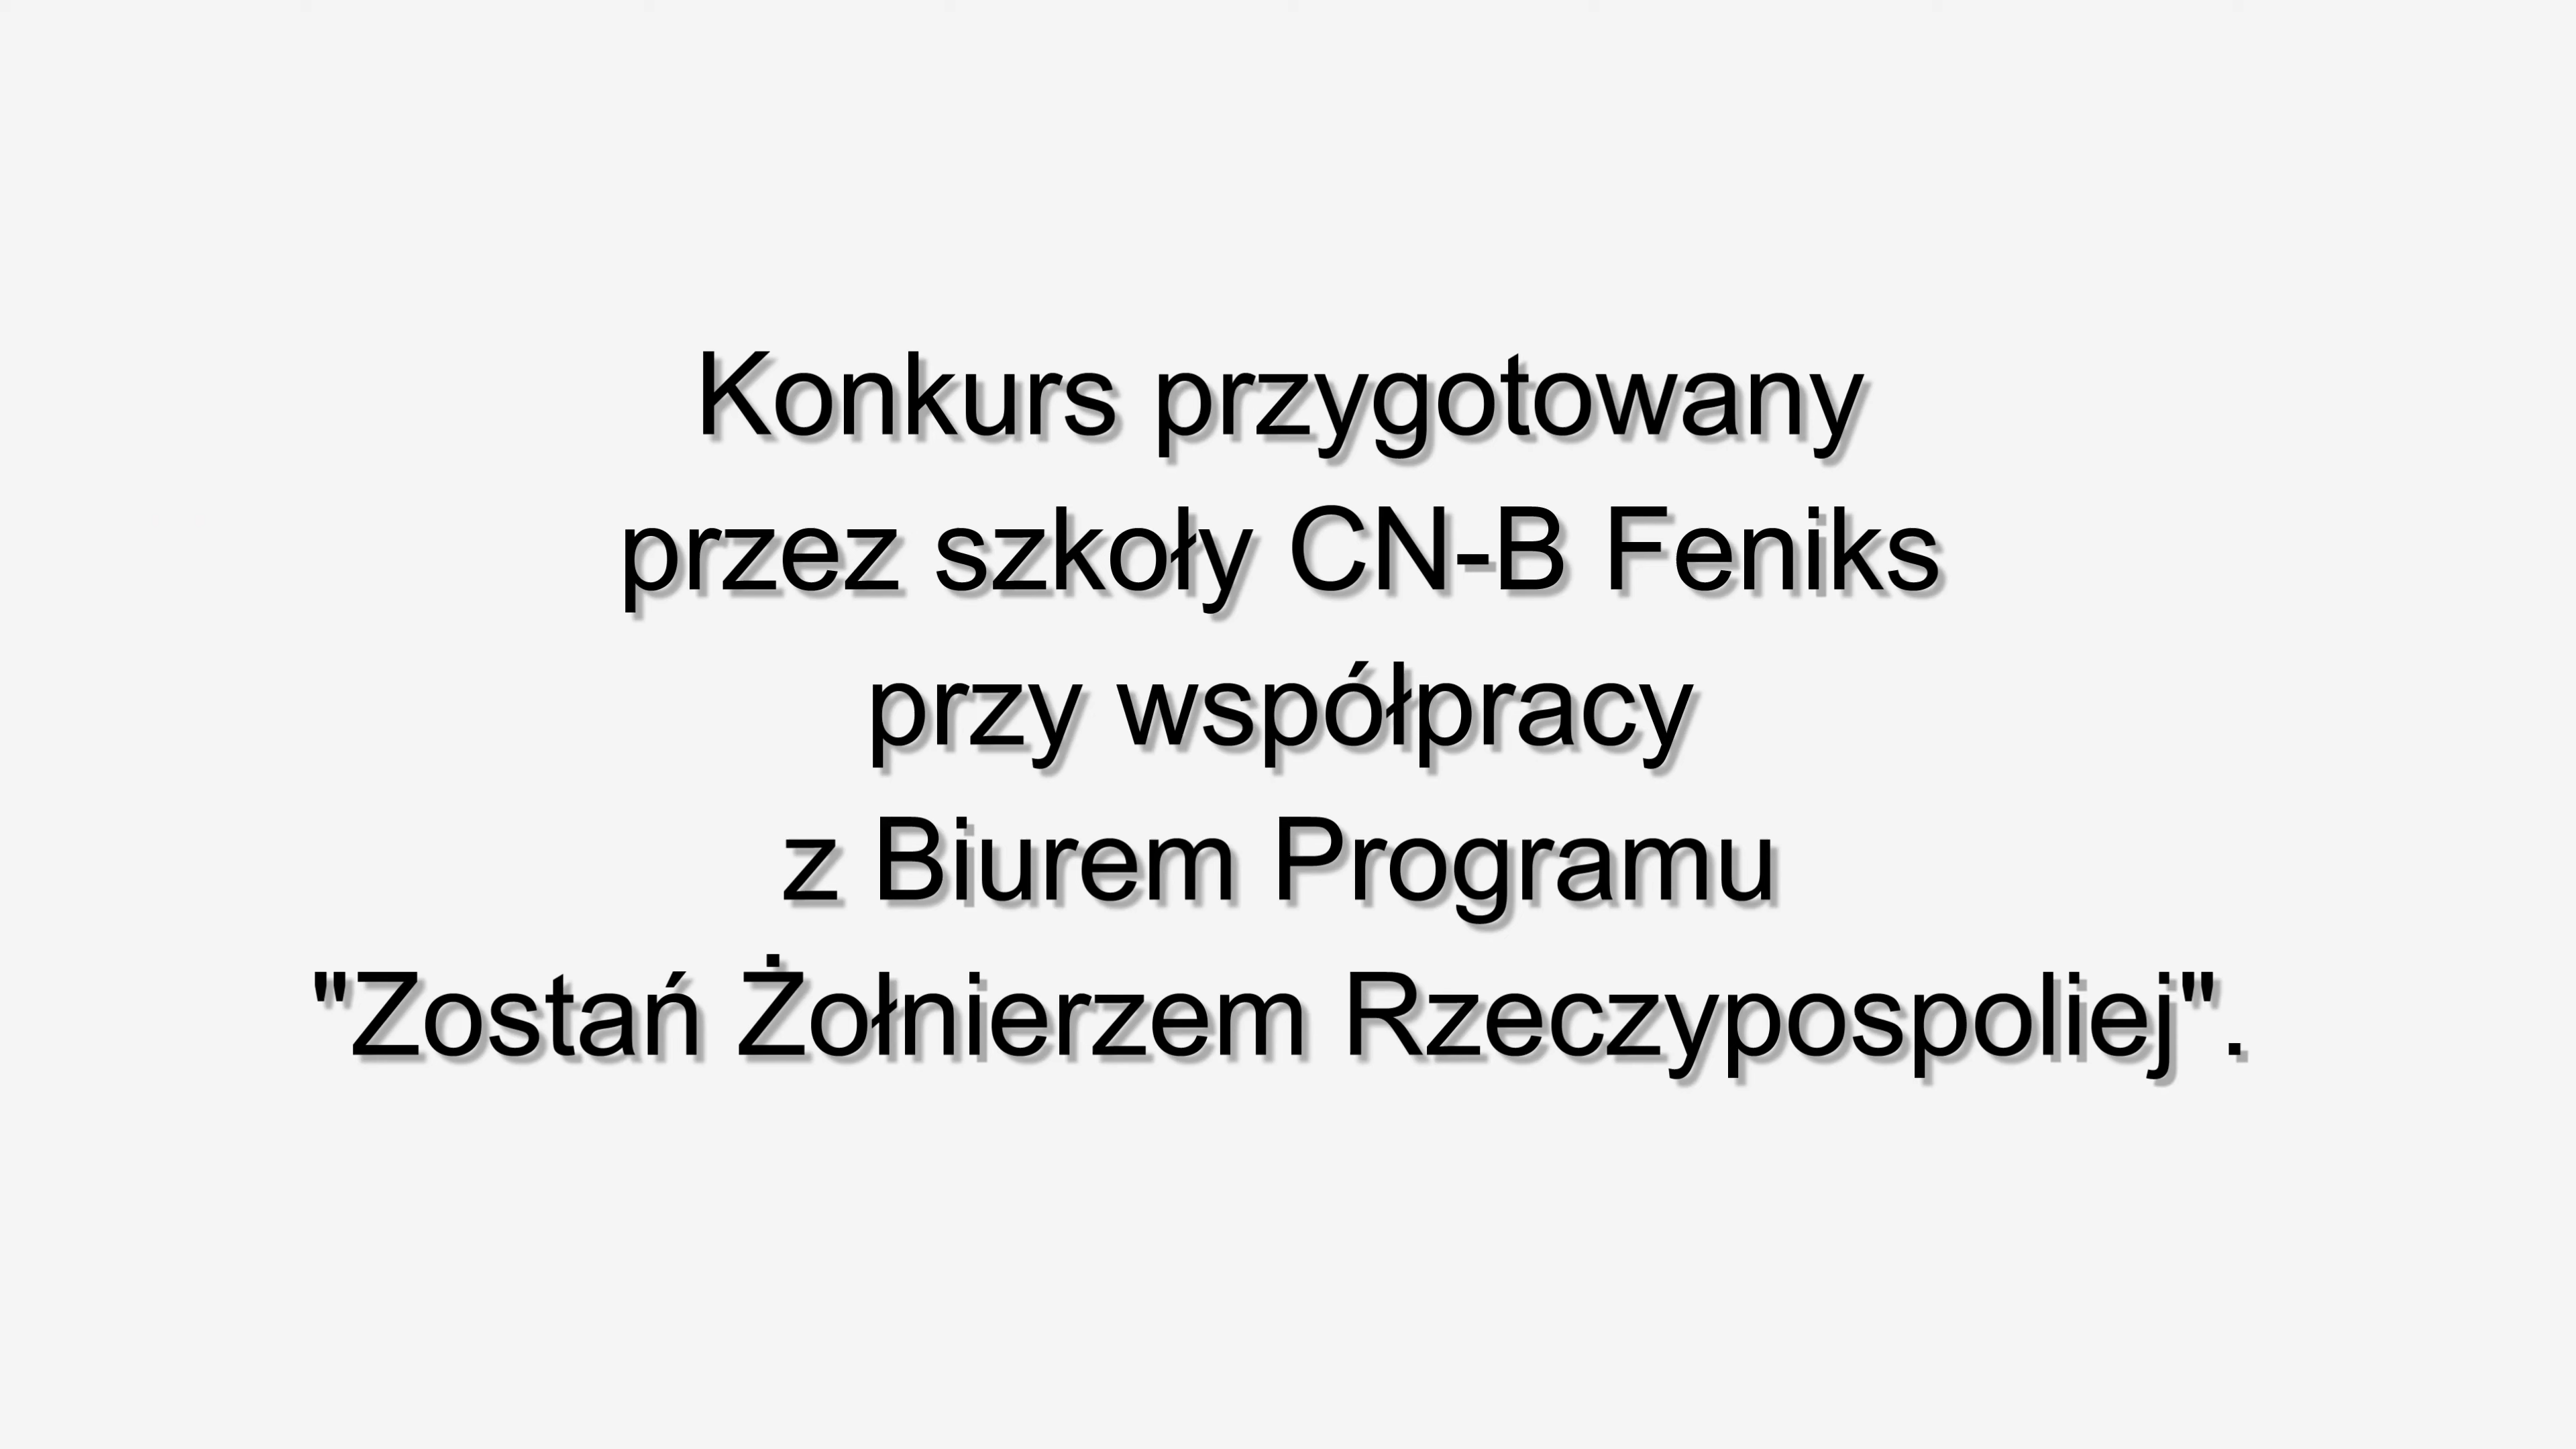 Konkurs przygotowany
przez szkoły CN-B Feniks
przy współpracy
z Biurem Programu
"Zostań Żołnierzem Rzeczypospoliej".